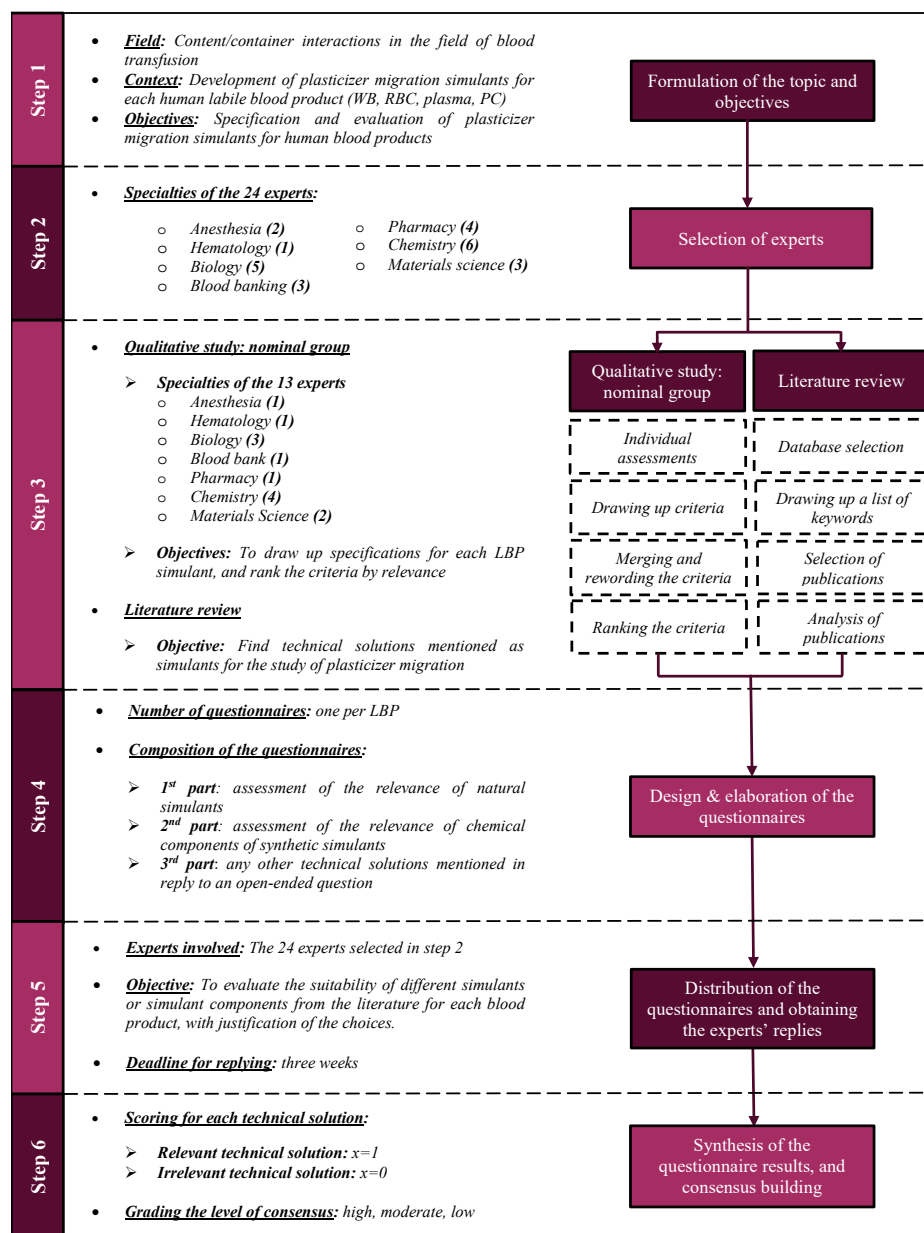 Step 1
• Field: Content/container interactions in the field of blood
transfusion
• Context: Development of plasticizer migration simulants for
each human labile blood product (WB, RBC, plasma, PC)
• Objectives: Specification and evaluation of plasticizer
migration simulants for human blood products
Formulation of the topic and
objectives
Step 2
• Specialties of the 24 experts:
o Anesthesia (2)
o Hematology (1)
o Biology (5)
o Blood banking (3)
o Pharmacy (4)
o Chemistry (6)
o Materials science (3)
Selection of experts
Step 3
• Qualitative study: nominal group
➢ Specialties of the 13 experts
o Anesthesia (1)
o Hematology (1)
o Biology (3)
o Blood bank (1)
o Pharmacy (1)
o Chemistry (4)
o Materials Science (2)
➢ Objectives: To draw up specifications for each LBP
simulant, and rank the criteria by relevance
• Literature review
➢ Objective: Find technical solutions mentioned as
simulants for the study of plasticizer migration
Qualitative study:
nominal group
Individual
assessments
Drawing up criteria
Merging and
rewording the criteria
Ranking the criteria
Literature review
Database selection
Drawing up a list of
keywords
Selection of
publications
Analysis of
publications
Step 4
• Number of questionnaires: one per LBP
• Composition of the questionnaires:
➢ 1st part: assessment of the relevance of natural
simulants
➢ 2nd part: assessment of the relevance of chemical
components of synthetic simulants
➢ 3rd part: any other technical solutions mentioned in
reply to an open-ended question
Design & elaboration of the
questionnaires
Step 5
• Experts involved: The 24 experts selected in step 2
• Objective: To evaluate the suitability of different simulants
or simulant components from the literature for each blood
product, with justification of the choices.
• Deadline for replying: three weeks
Distribution of the
questionnaires and obtaining
the experts' replies
Step 6
• Scoring for each technical solution:
➢ Relevant technical solution: x=1
➢ Irrelevant technical solution: x=0
• Grading the level of consensus: high, moderate, low
Synthesis of the
questionnaire results, and
consensus building